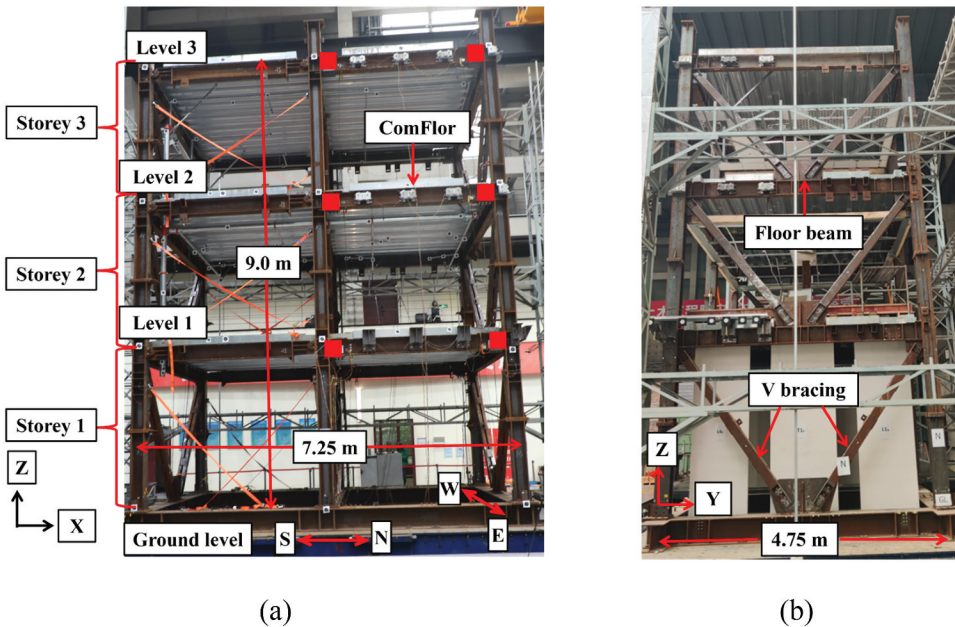 Level 3
Storey 3
ComFlor
Level 2
Storey 2
9.0 m
Level 1
Storey 1
7.25 m
Z
X
W
Ground level
S
N
E
(a)
Floor beam
V bracing
N
N
Z
Y
GL
4.75 m
(b)